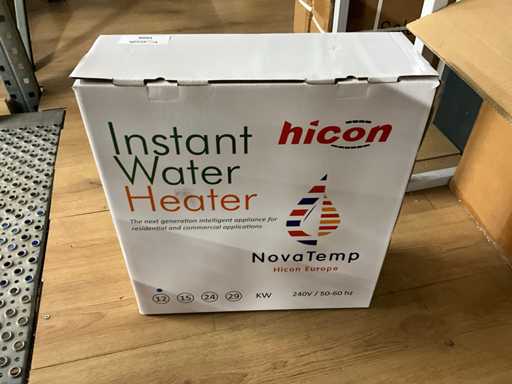 Instant
Water
Heater
The next generation intelligent appliance for
residential and commercial applications
hicon
NovaTemp
Hicon Europe
12 15 24 29 KW 240V / 50-60 hz